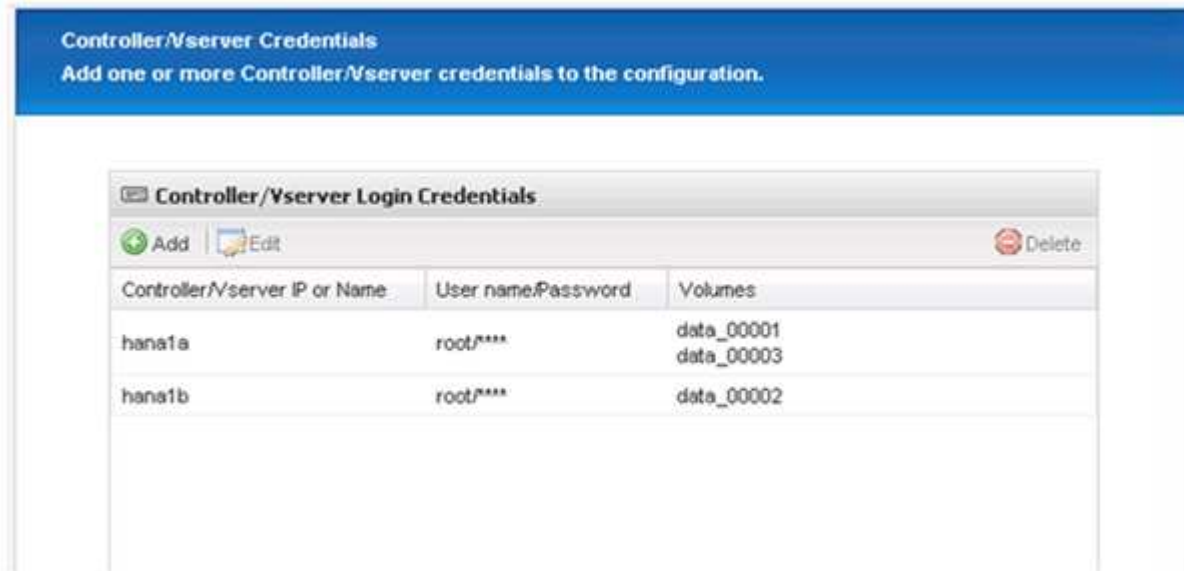 Controller/Vserver Credentials
Add one or more Controller/Vserver credentials to the configuration.
Controller/Vserver Login Credentials
Add Edit Delete
Controller/Vserver IP or Name User name/Password Volumes
hana1a root/**** data_00001
data_00003
hana1b root/**** data_00002